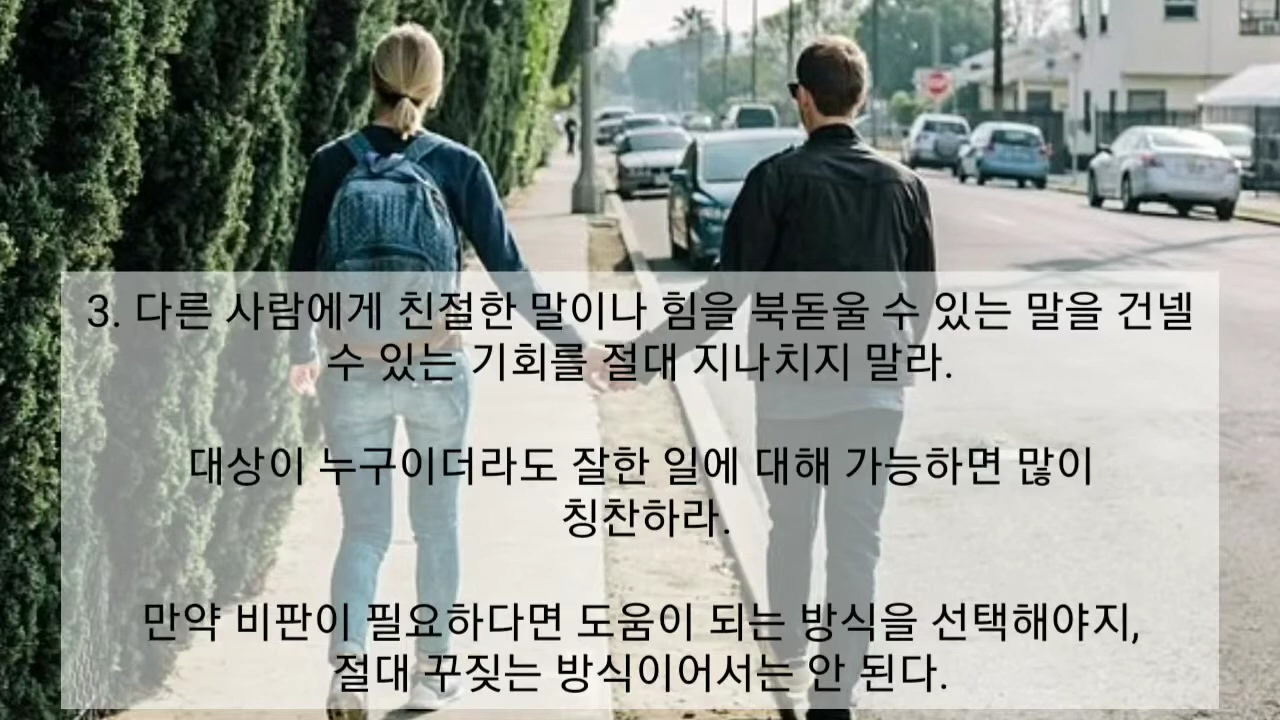 3. 다른 사람에게 친절한 말이나 힘을 북돋울 수 있는 말을 건넬
수 있는 기회를 절대 지나치지 말라.
대상이 누구이더라도 잘한 일에 대해 가능하면 많이
칭찬하라.
만약 비판이 필요하다면 도움이 되는 방식을 선택해야지,
절대 꾸짖는 방식이어서는 안 된다.